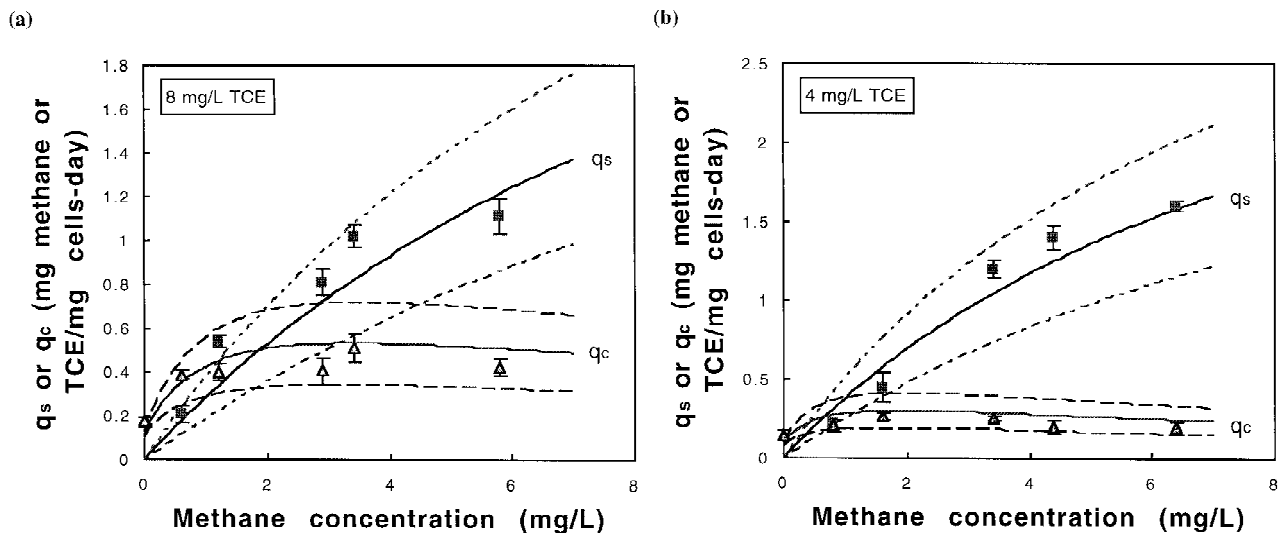 (a)
8 mg/L TCE
qs or qc (mg methane or
TCE/mg cells-day)
1.8
1.6
1.4
1.2
1
0.8
0.6
0.4
0.2
0
qs
qc
0 2 4 6 8
Methane concentration (mg/L)
(b)
4 mg/L TCE
qs or qc (mg methane or
TCE/mg cells-day)
2.5
2
1.5
1
0.5
0
qs
qc
0 2 4 6 8
Methane concentration (mg/L)